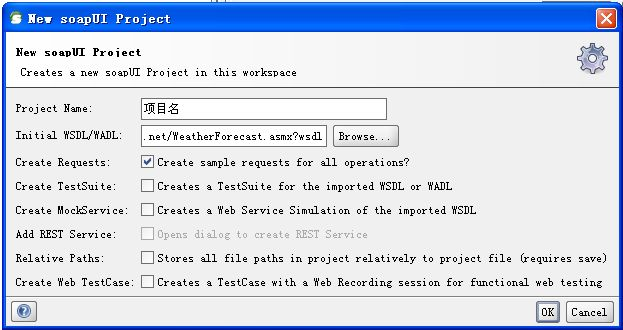 New soapUI Project
New soapUI Project
Creates a new soapUI Project in this workspace
Project Name: 项目名
Initial WSDL/WADL: .net/WeatherForecast.asmx?wsdl Browse...
Create Requests: Create sample requests for all operations?
Create TestSuite: Creates a TestSuite for the imported WSDL or WADL
Create MockService: Creates a Web Service Simulation of the imported WSDL
Add REST Service: Opens dialog to create REST Service
Relative Paths: Stores all file paths in project relatively to project file (requires save)
Create Web TestCase: Creates a TestCase with a Web Recording session for functional web testing
? OK Cancel